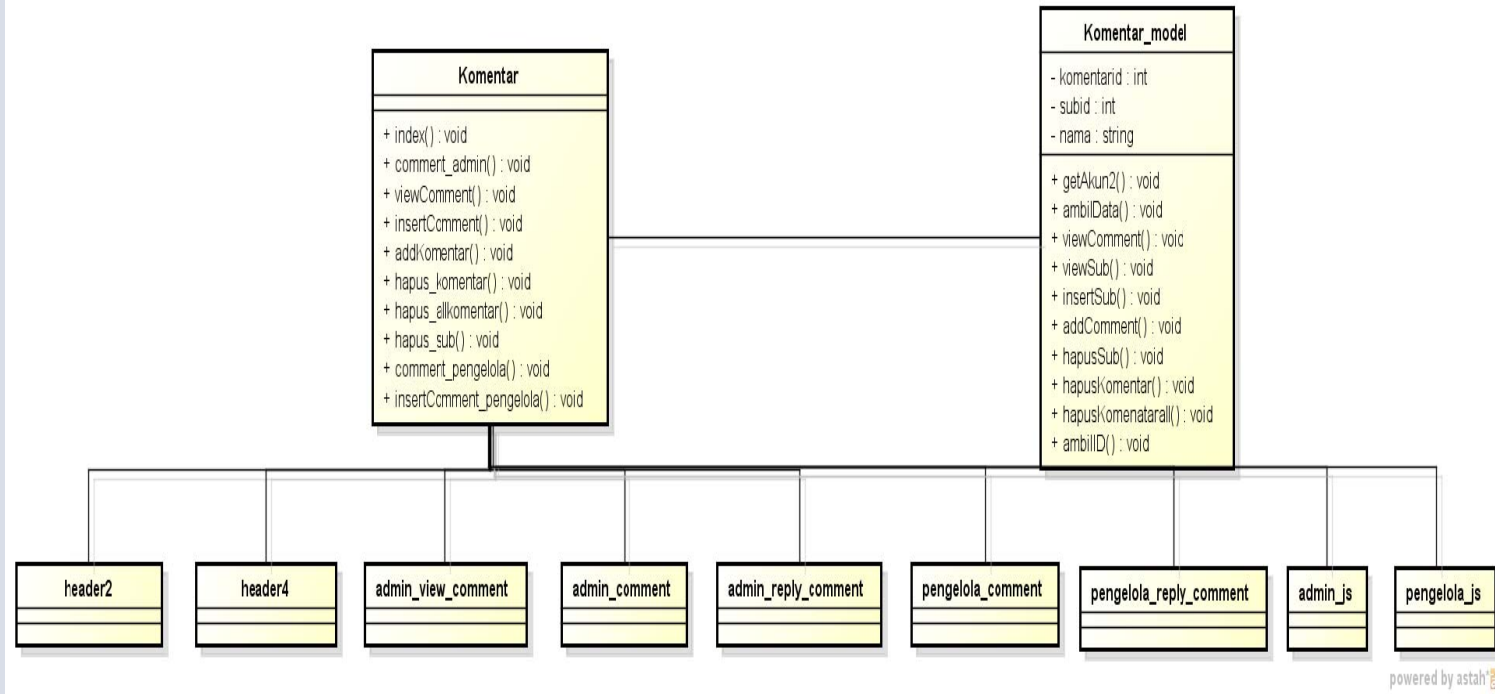 Komentar
+ index() : void
+ comment_admin() : void
+ viewComment() : void
+ insertComment() : void
+ addKomentar() : void
+ hapus_komentar() : void
+ hapus_allkomentar() : void
+ hapus_sub() : void
+ comment_pengelola() : void
+ insertComment_pengelola() : void
Komentar_model
- komentarid : int
- subid : int
- nama : string
+ getAkun2() : void
+ ambilData() : void
+ viewComment() : void
+ viewSub() : void
+ insertSub() : void
+ addComment() : void
+ hapusSub() : void
+ hapusKomentar() : void
+ hapusKomenatarall() : void
+ ambilID() : void
header2
header4
admin_view_comment
admin_comment
admin_reply_comment
pengelola_comment
pengelola_reply_comment
admin_js
pengelola_js
powered by astah*